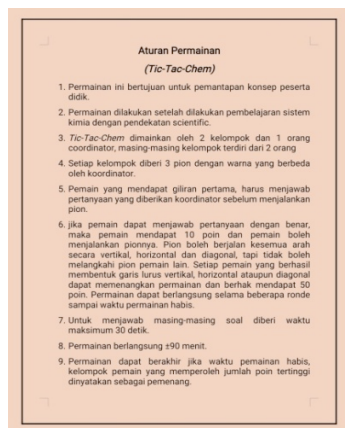 Aturan Permainan
(Tic-Tac-Chem)
1. Permainan ini bertujuan untuk pemantapan konsep peserta
didik.
2. Permainan dilakukan setelah dilakukan pembelajaran sistem
kimia dengan pendekatan scientific.
3. Tic-Tac-Chem dimainkan oleh 2 kelompok dan 1 orang
coordinator, masing-masing kelompok terdiri dari 2 orang
4. Setiap kelompok diberi 3 pion dengan warna yang berbeda
oleh koordinator.
5. Pemain yang mendapat giliran pertama, harus menjawab
pertanyaan yang diberikan koordinator sebelum menjalankan
pion.
6. jika pemain dapat menjawab pertanyaan dengan benar,
maka pemain mendapat 10 poin dan pemain boleh
menjalankan pionnya. Pion boleh berjalan kesemua arah
secara vertikal, horizontal dan diagonal, tapi tidak boleh
melangkahi pion pemain lain. Setiap pemain yang berhasil
membentuk garis lurus vertikal, horizontal ataupun diagonal
dapat memenangkan permainan dan berhak mendapat 50
poin. Permainan dapat berlangsung selama beberapa ronde
sampai waktu permainan habis.
7. Untuk menjawab masing-masing soal diberi waktu
maksimum 30 detik.
8. Permainan berlangsung ±90 menit.
9. Permainan dapat berakhir jika waktu pemainan habis,
kelompok pemain yang memperoleh jumlah poin tertinggi
dinyatakan sebagai pemenang.